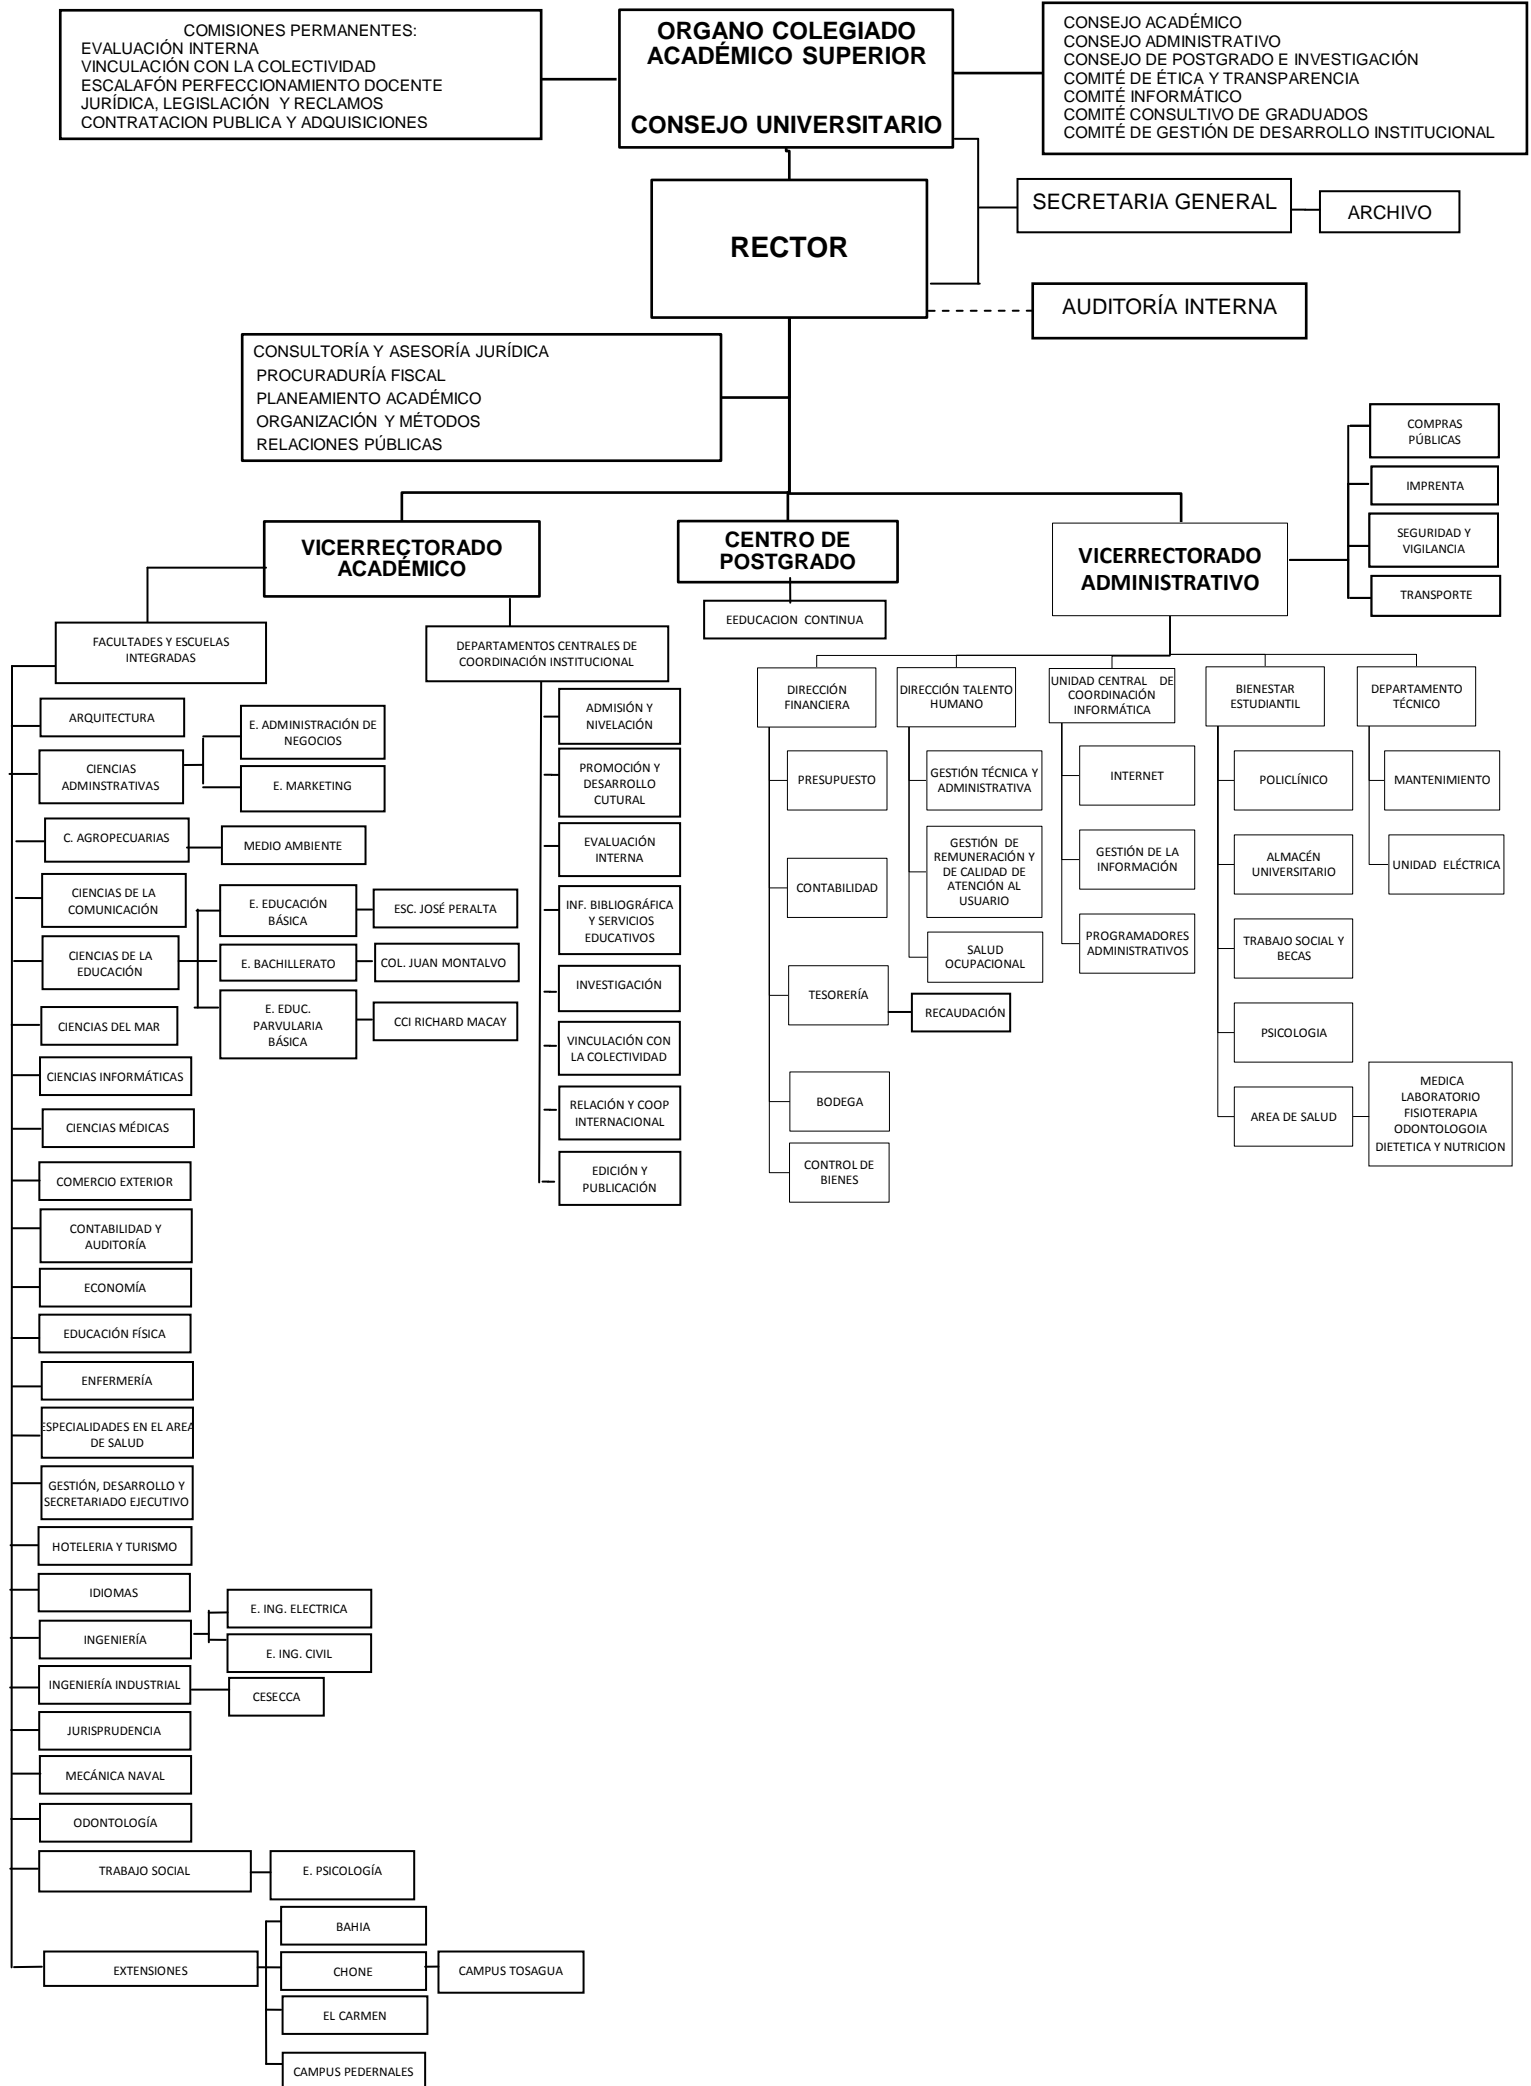 COMISIONES PERMANENTES:
EVALUACIÓN INTERNA
VINCULACIÓN CON LA COLECTIVIDAD
ESCALAFÓN PERFECCIONAMIENTO DOCENTE
JURÍDICA, LEGISLACIÓN Y RECLAMOS
CONTRATACION PUBLICA Y ADQUISICIONES
ORGANO COLEGIADO
ACADÉMICO SUPERIOR
CONSEJO UNIVERSITARIO
CONSEJO ACADÉMICO
CONSEJO ADMINISTRATIVO
CONSEJO DE POSTGRADO E INVESTIGACIÓN
COMITÉ DE ÉTICA Y TRANSPARENCIA
COMITÉ INFORMÁTICO
COMITÉ CONSULTIVO DE GRADUADOS
COMITÉ DE GESTIÓN DE DESARROLLO INSTITUCIONAL
RECTOR
SECRETARIA GENERAL
ARCHIVO
AUDITORÍA INTERNA
CONSULTORÍA Y ASESORÍA JURÍDICA
PROCURADURÍA FISCAL
PLANEAMIENTO ACADÉMICO
ORGANIZACIÓN Y MÉTODOS
RELACIONES PÚBLICAS
VICERRECTORADO
ACADÉMICO
CENTRO DE
POSTGRADO
EEDUCACION CONTINUA
VICERRECTORADO
ADMINISTRATIVO
COMPRAS
PÚBLICAS
IMPRENTA
SEGURIDAD Y
VIGILANCIA
TRANSPORTE
FACULTADES Y ESCUELAS
INTEGRADAS
ARQUITECTURA
CIENCIAS
ADMINSTRATIVAS
E. ADMINISTRACIÓN DE
NEGOCIOS
E. MARKETING
C. AGROPECUARIAS
MEDIO AMBIENTE
CIENCIAS DE LA
COMUNICACIÓN
CIENCIAS DE LA
EDUCACIÓN
E. EDUCACIÓN
BÁSICA
ESC. JOSÉ PERALTA
E. BACHILLERATO
COL. JUAN MONTALVO
E. EDUC.
PARVULARIA
BÁSICA
CCI RICHARD MACAY
CIENCIAS DEL MAR
CIENCIAS INFORMÁTICAS
CIENCIAS MÉDICAS
COMERCIO EXTERIOR
CONTABILIDAD Y
AUDITORÍA
ECONOMÍA
EDUCACIÓN FÍSICA
ENFERMERÍA
ESPECIALIDADES EN EL AREA
DE SALUD
GESTIÓN, DESARROLLO Y
SECRETARIADO EJECUTIVO
HOTELERIA Y TURISMO
IDIOMAS
INGENIERÍA
E. ING. ELECTRICA
E. ING. CIVIL
INGENIERÍA INDUSTRIAL
CESECCA
JURISPRUDENCIA
MECÁNICA NAVAL
ODONTOLOGÍA
TRABAJO SOCIAL
E. PSICOLOGÍA
EXTENSIONES
BAHIA
CHONE
CAMPUS TOSAGUA
EL CARMEN
CAMPUS PEDERNALES
DEPARTAMENTOS CENTRALES DE
COORDINACIÓN INSTITUCIONAL
ADMISIÓN Y
NIVELACIÓN
PROMOCIÓN Y
DESARROLLO
CUTURAL
EVALUACIÓN
INTERNA
INF. BIBLIOGRÁFICA
Y SERVICIOS
EDUCATIVOS
INVESTIGACIÓN
VINCULACIÓN CON
LA COLECTIVIDAD
RELACIÓN Y COOP
INTERNACIONAL
EDICIÓN Y
PUBLICACIÓN
DIRECCIÓN
FINANCIERA
PRESUPUESTO
CONTABILIDAD
TESORERÍA
RECAUDACIÓN
BODEGA
CONTROL DE
BIENES
DIRECCIÓN TALENTO
HUMANO
GESTIÓN TÉCNICA Y
ADMINISTRATIVA
GESTIÓN DE
REMUNERACIÓN Y
DE CALIDAD DE
ATENCIÓN AL
USUARIO
SALUD
OCUPACIONAL
UNIDAD CENTRAL DE
COORDINACIÓN
INFORMÁTICA
INTERNET
GESTIÓN DE LA
INFORMACIÓN
PROGRAMADORES
ADMINISTRATIVOS
BIENESTAR
ESTUDIANTIL
POLICLÍNICO
ALMACÉN
UNIVERSITARIO
TRABAJO SOCIAL Y
BECAS
PSICOLOGIA
AREA DE SALUD
MEDICA
LABORATORIO
FISIOTERAPIA
ODONTOLOGOIA
DIETETICA Y NUTRICION
DEPARTAMENTO
TÉCNICO
MANTENIMIENTO
UNIDAD ELÉCTRICA